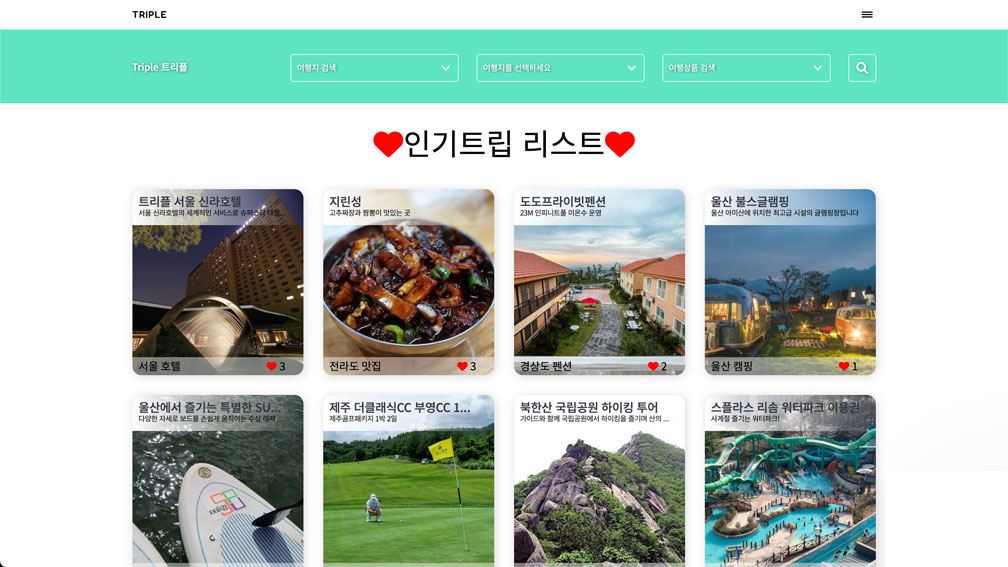 TRIPLE
Triple 트리플
여행지 검색
여행지를 선택하세요
여행상품 검색
인기트립 리스트
트리플 서울 신라호텔
서울 신라호텔의 세계적인 서비스로 슈퍼스타 대접...
서울 호텔
3
지린성
고추짜장과 짬뽕이 맛있는 곳
전라도 맛집
3
도도프라이빗펜션
23M 인피니트풀 미온수 운영
경상도 펜션
2
울산 불스글램핑
울산 아미산에 위치한 최고급 시설의 글램핑장입니다
울산 캠핑
1
울산에서 즐기는 특별한 SU...
다양한 자세로 보드를 손쉽게 움직이는 수상 레저 ...
제주 더클래식CC 부영CC 1...
제주골프패키지 1박 2일
북한산 국립공원 하이킹 투어
가이드와 함께 국립공원에서 하이킹을 즐기며 산의 ...
스플라스 리솜 워터파크 이용권
사계절 즐기는 워터파크!